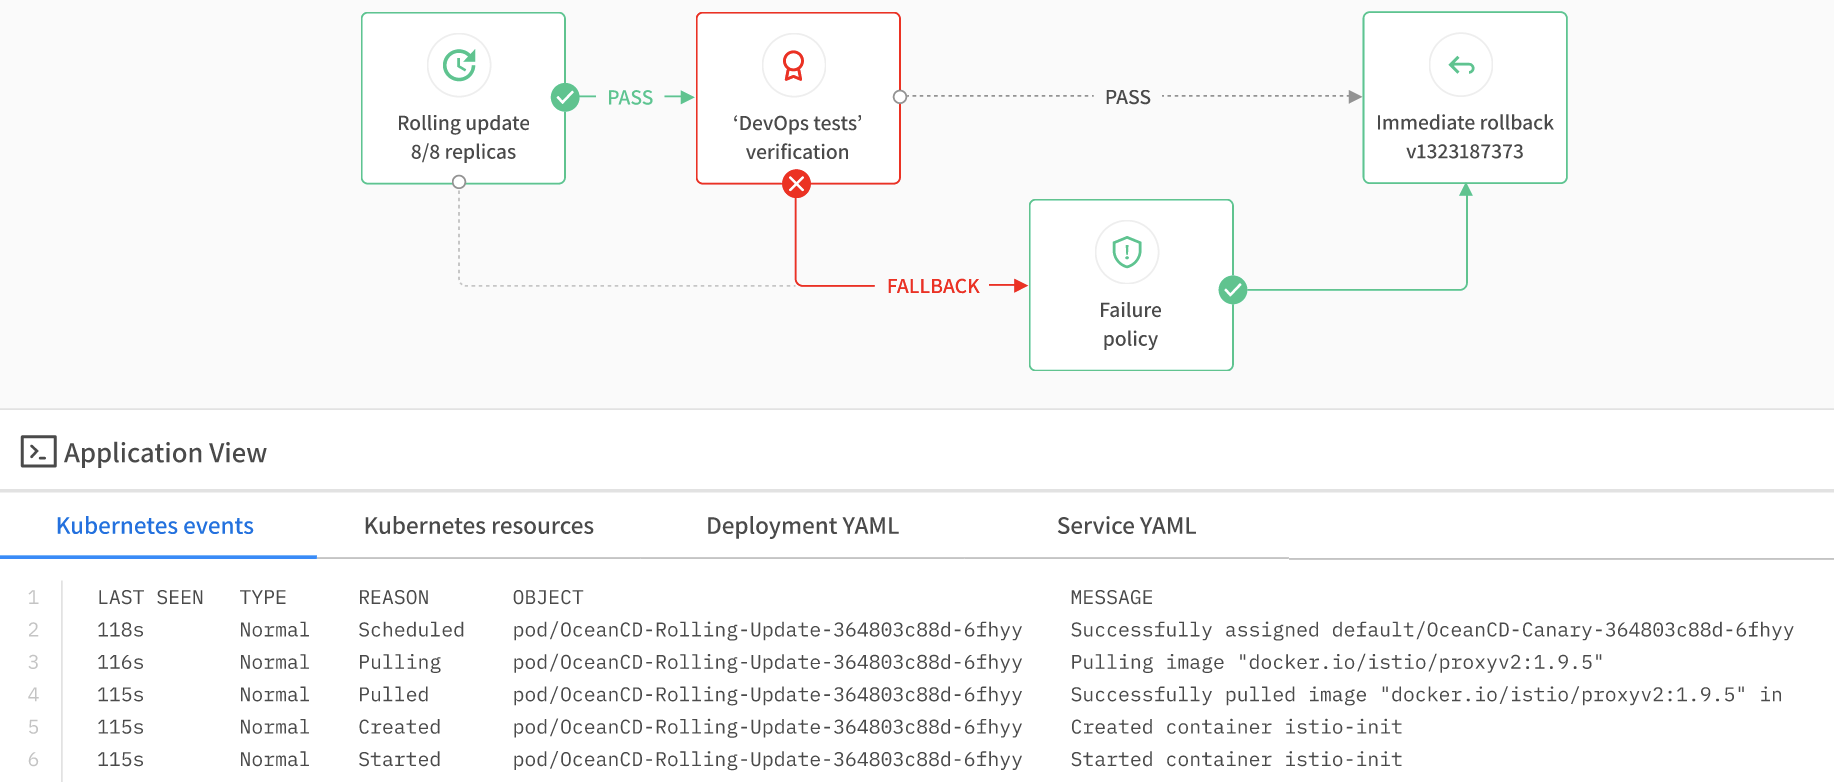 Rolling update
8/8 replicas
PASS
‘DevOps tests’
verification
PASS
Immediate rollback
v1323187373
FALLBACK
Failure
policy
Application View
Kubernetes events Kubernetes resources Deployment YAML Service YAML
1 LAST SEEN TYPE REASON OBJECT MESSAGE
2 118s Normal Scheduled pod/OceanCD-Rolling-Update-364803c88d-6fhyy Successfully assigned default/OceanCD-Canary-364803c88d-6fhyy
3 116s Normal Pulling pod/OceanCD-Rolling-Update-364803c88d-6fhyy Pulling image "docker.io/istio/proxyv2:1.9.5"
4 115s Normal Pulled pod/OceanCD-Rolling-Update-364803c88d-6fhyy Successfully pulled image "docker.io/istio/proxyv2:1.9.5" in
5 115s Normal Created pod/OceanCD-Rolling-Update-364803c88d-6fhyy Created container istio-init
6 115s Normal Started pod/OceanCD-Rolling-Update-364803c88d-6fhyy Started container istio-init